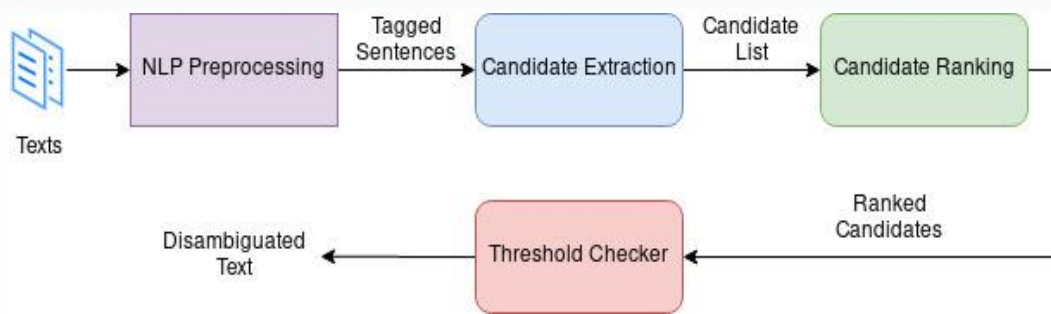 Texts
NLP Preprocessing
Tagged
Sentences
Candidate Extraction
Candidate
List
Candidate Ranking
Ranked
Candidates
Threshold Checker
Disambiguated
Text